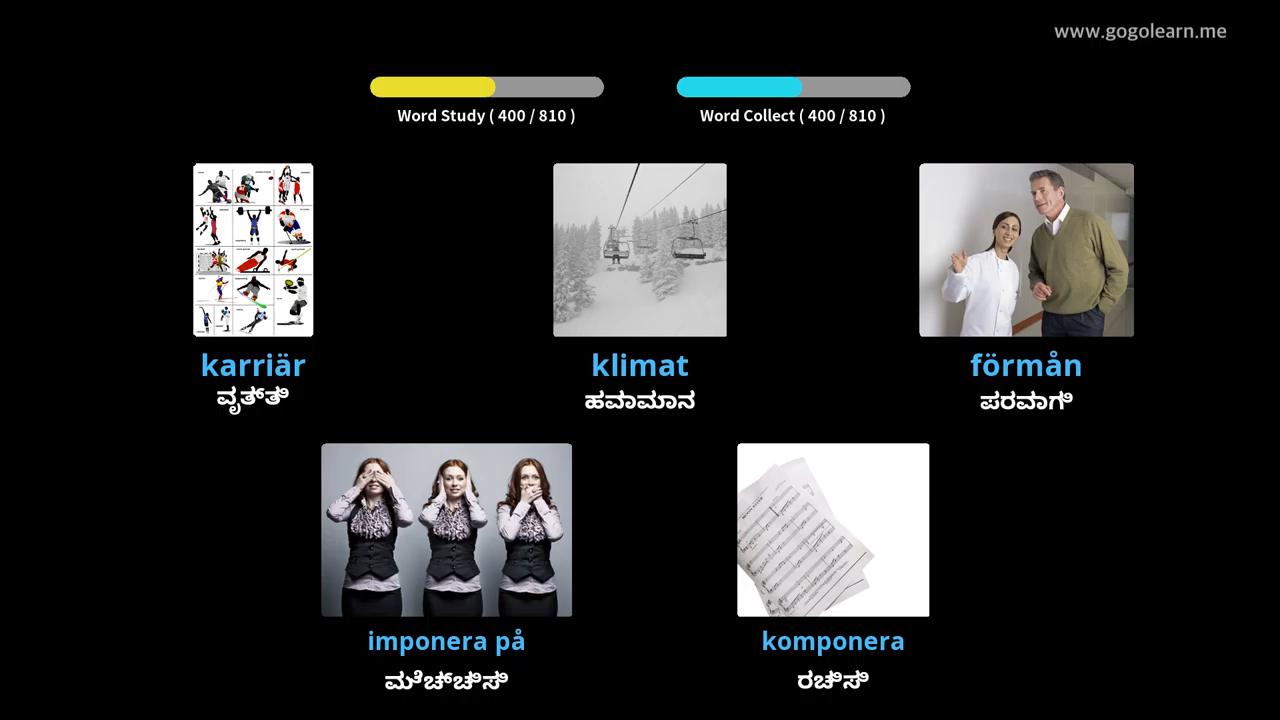 www.gogolearn.me
Word Study ( 400 / 810 )
Word Collect ( 400 / 810 )
karriär
klimat
förmån
ವೃತ್ತಿ
ಹವಾಮಾನ
ಪರವಾಗಿ
imponera på
komponera
ಮೆಚ್ಚಿಸಿ
ರಚಿಸಿ